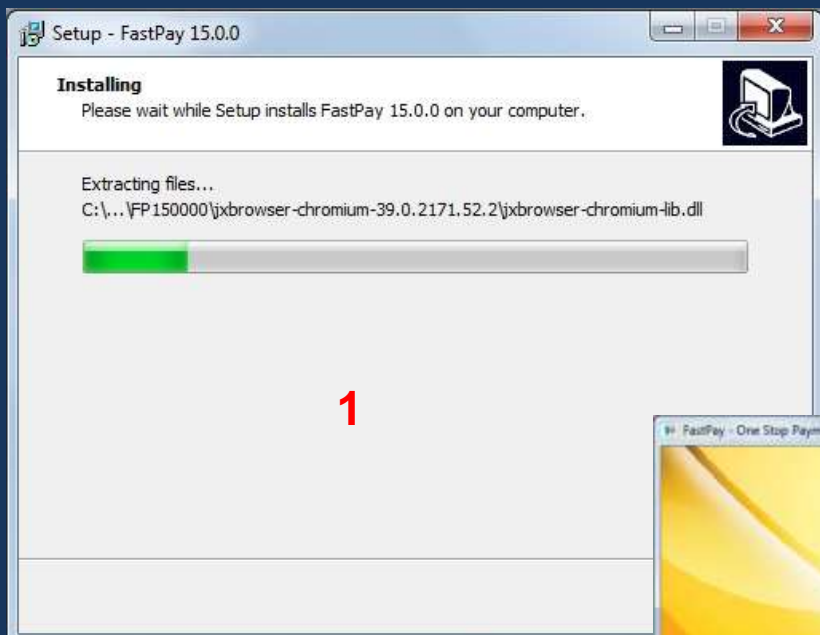 Setup - FastPay 15.0.0
Installing
Please wait while Setup installs FastPay 15.0.0 on your computer.
Extracting files...
C:\...\FP150000\jxbrowser-chromium-39.0.2171.52.2\jxbrowser-chromium-lib.dll
1
FastPay - One Stop Paym